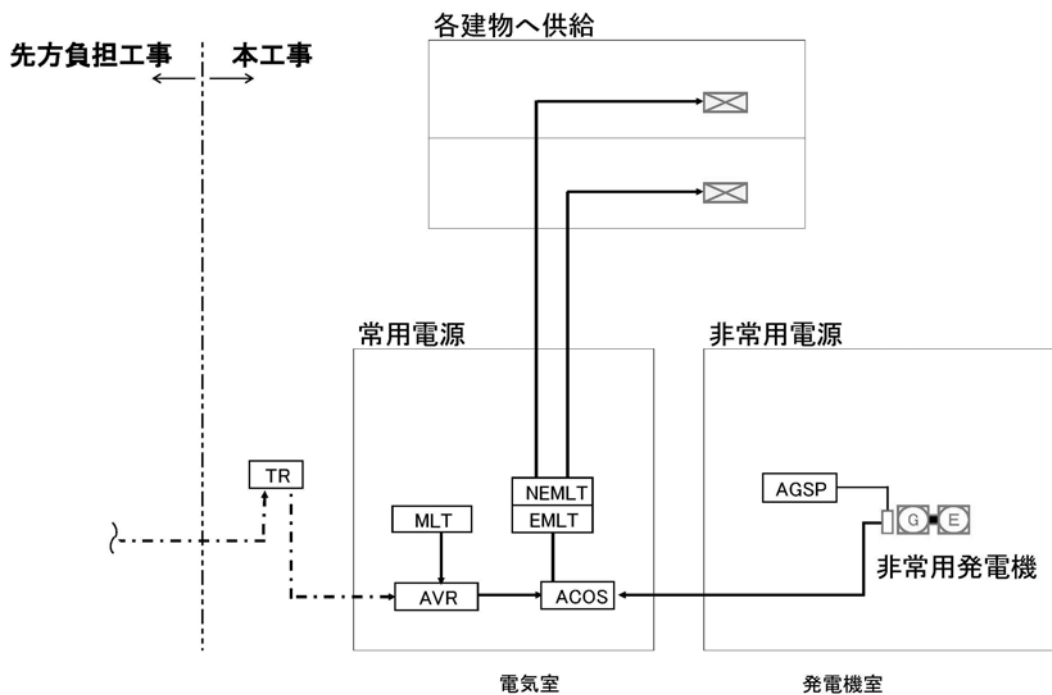 各建物へ供給
先方負担工事
本工事
常用電源
非常用電源
TR
NEMLT
AGSP
MLT
EMLT
G
E
非常用発電機
AVR
ACOS
電気室
発電機室